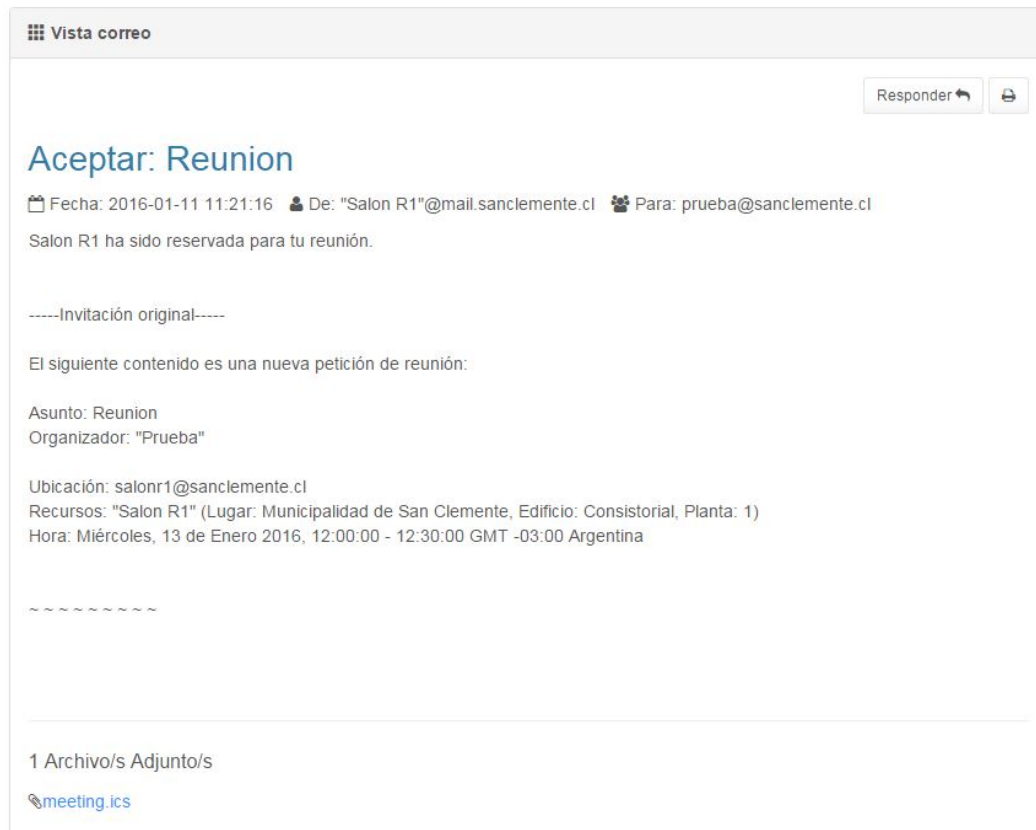 Vista correo
Responder
Aceptar: Reunion
Fecha: 2016-01-11 11:21:16 De: "Salon R1"@mail.sanclemente.cl Para: prueba@sanclemente.cl
Salon R1 ha sido reservada para tu reunión.
-----Invitación original-----
El siguiente contenido es una nueva petición de reunión:
Asunto: Reunion
Organizador: "Prueba"
Ubicación: salonr1@sanclemente.cl
Recursos: "Salon R1" (Lugar: Municipalidad de San Clemente, Edificio: Consistorial, Planta: 1)
Hora: Miércoles, 13 de Enero 2016, 12:00:00 - 12:30:00 GMT -03:00 Argentina
~ ~ ~ ~ ~ ~ ~ ~ ~
1 Archivo/s Adjunto/s
meeting.ics